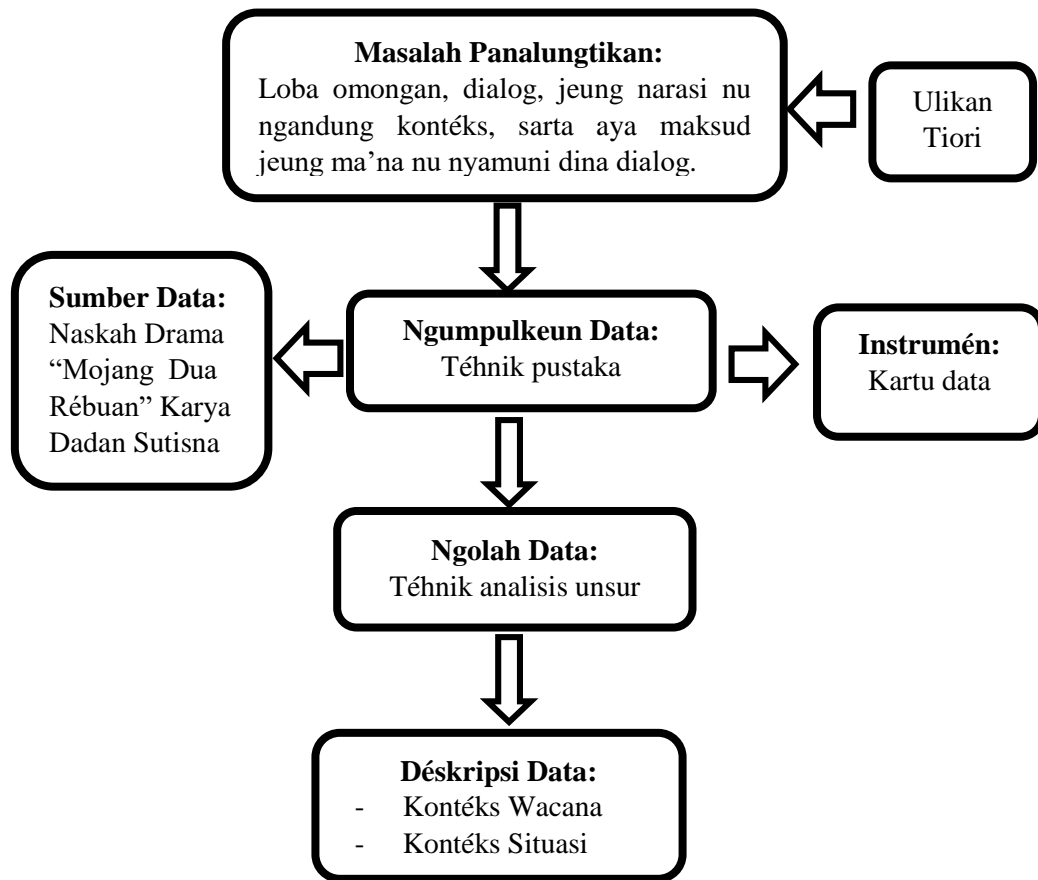 Masalah Panalungtikan:
Loba omongan, dialog, jeung narasi nu
ngandung kontéks, sarta aya maksud
jeung ma’na nu nyamuni dina dialog.
Ulikan
Tiori
Sumber Data:
Naskah Drama
“Mojang Dua
Rébuan” Karya
Dadan Sutisna
Ngumpulkeun Data:
Téhnik pustaka
Instrumén:
Kartu data
Ngolah Data:
Téhnik analisis unsur
Déskripsi Data:
- Kontéks Wacana
- Kontéks Situasi